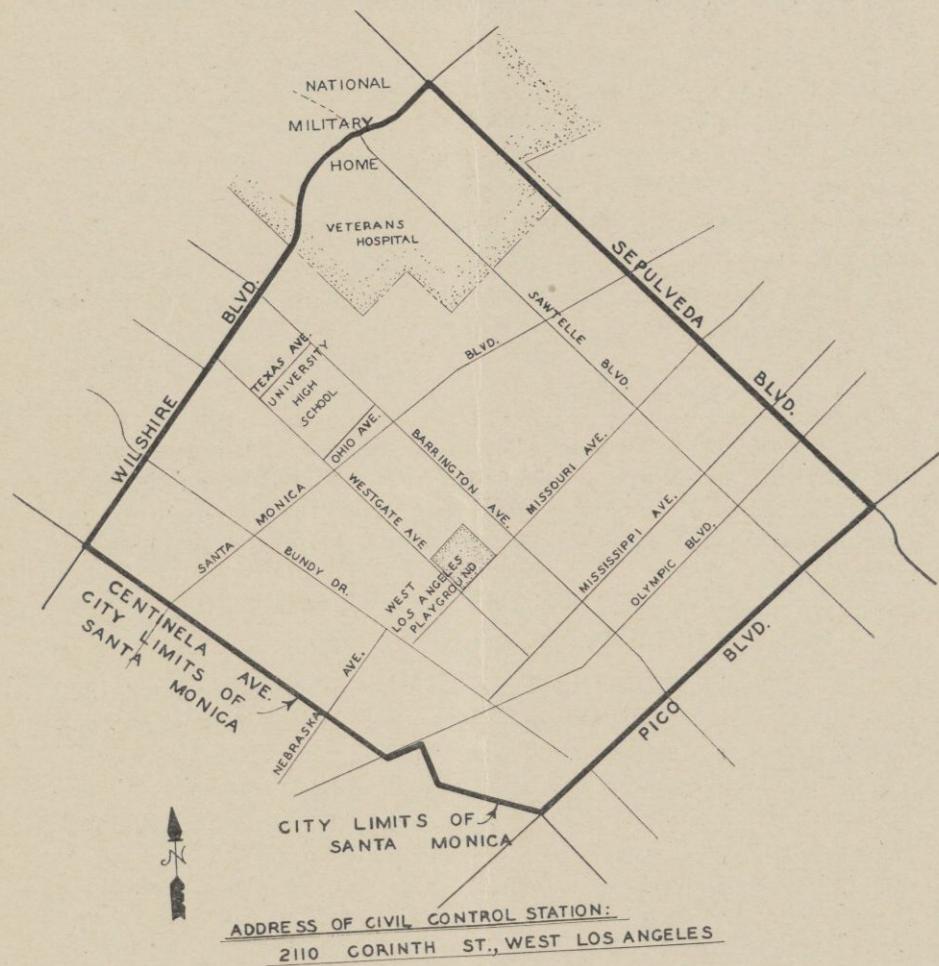 NATIONAL
MILITARY
HOME
VETERANS
HOSPITAL
SEPULVEDA BLVD.
SAWTELLE BLVD.
WILSHIRE BLVD.
TEXAS AVE.
UNIVERSITY
HIGH
SCHOOL
OHIO AVE.
SANTA MONICA BLVD.
BARRINGTON AVE.
MISSOURI AVE.
WESTGATE AVE
MISSISSIPPI AVE.
OLYMPIC BLVD.
BUNDY DR.
WEST
LOS ANGELES
PLAYGROUND
NEBRASKA AVE.
PICO BLVD.
CENTINELA AVE.
CITY LIMITS OF
SANTA MONICA
CITY LIMITS OF
SANTA MONICA
N
ADDRESS OF CIVIL CONTROL STATION:
2110 CORINTH ST., WEST LOS ANGELES